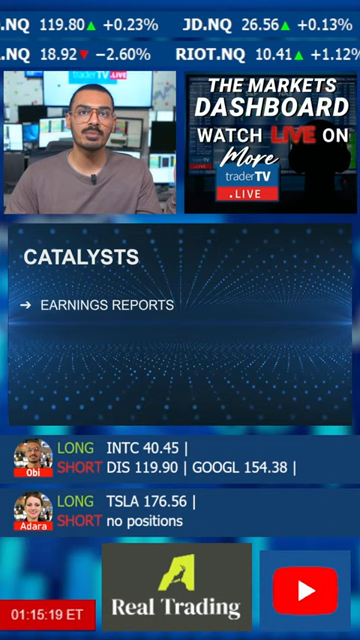 .NQ 119.80▲ +0.23% JD.NQ 26.56▲ +0.13%
.NQ 18.92▼ −2.60% RIOT.NQ 10.41▲ +1.12%
traderTV
.LIVE
THE MARKETS
DASHBOARD
WATCH LIVE ON
More
traderTV
.LIVE
CATALYSTS
➔ EARNINGS REPORTS
Obi
LONG INTC 40.45 |
SHORT DIS 119.90 | GOOGL 154.38 |
Adara
LONG TSLA 176.56 |
SHORT no positions
01:15:19 ET
Real Trading